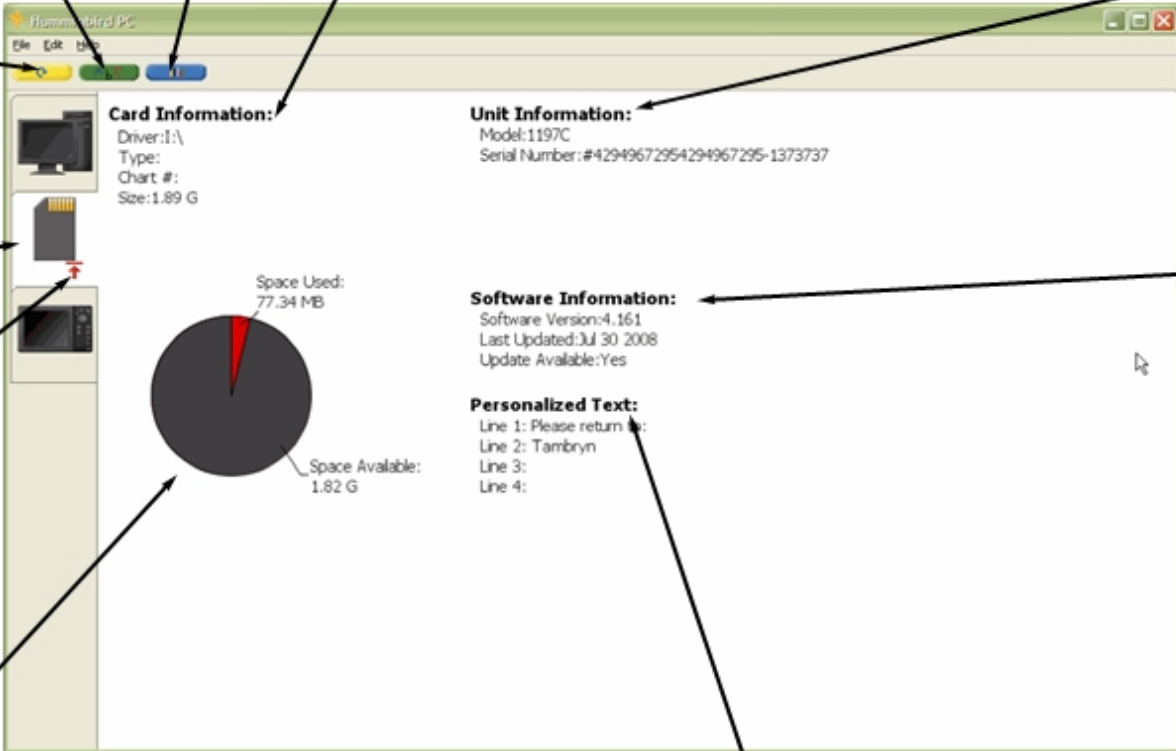 Humminbird PC
File Edit Help
Card Information:
Driver:I:\
Type:
Chart #:
Size:1.89 G
Unit Information:
Model:1197C
Serial Number:#42949672954294967295-1373737
Space Used:
77.34 MB
Space Available:
1.82 G
Software Information:
Software Version:4.161
Last Updated:Jul 30 2008
Update Available:Yes
Personalized Text:
Line 1: Please return to:
Line 2: Tambryn
Line 3:
Line 4: